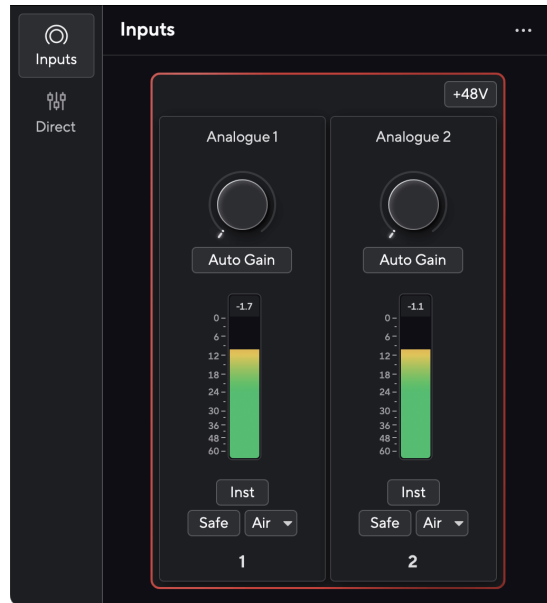 Inputs
Direct
Inputs
...
+48V
Analogue 1
Auto Gain
-1.7
0
6
12
18
24
30
36
48
60
Inst
Safe Air
1
Analogue 2
Auto Gain
-1.1
0
6
12
18
24
30
36
48
60
Inst
Safe Air
2